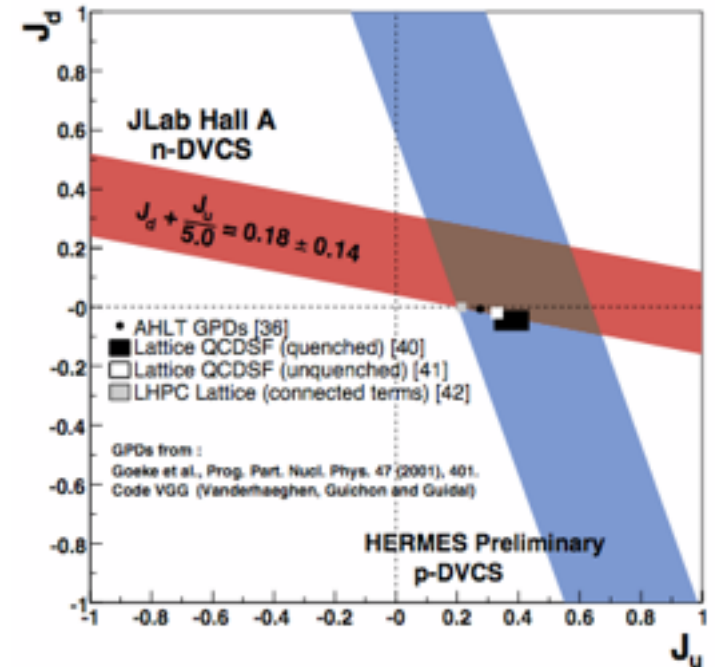 J_d
1
0.8
0.6
0.4
0.2
-0
-0.2
-0.4
-0.6
-0.8
-1
JLab Hall A
n-DVCS
J_d + J_u/5.0 = 0.18 ± 0.14
AHLT GPDs [36]
Lattice QCDSF (quenched) [40]
Lattice QCDSF (unquenched) [41]
LHPC Lattice (connected terms) [42]
GPDs from :
Goeke et al., Prog. Part. Nucl. Phys. 47 (2001), 401.
Code VGG (Vanderhaeghen, Guichon and Guidal)
HERMES Preliminary
p-DVCS
-1 -0.8 -0.6 -0.4 -0.2 -0 0.2 0.4 0.6 0.8 1
J_u